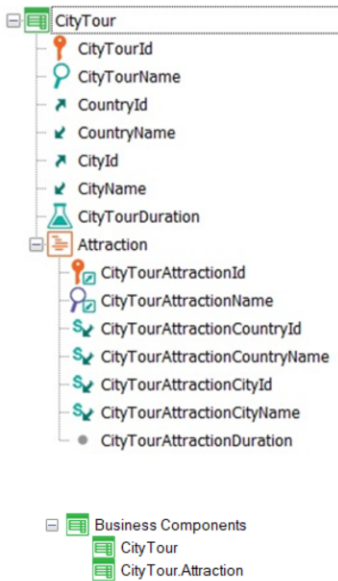 CityTour
CityTourId
CityTourName
CountryId
CountryName
CityId
CityName
CityTourDuration
Attraction
CityTourAttractionId
CityTourAttractionName
CityTourAttractionCountryId
CityTourAttractionCountryName
CityTourAttractionCityId
CityTourAttractionCityName
CityTourAttractionDuration
Business Components
CityTour
CityTour.Attraction